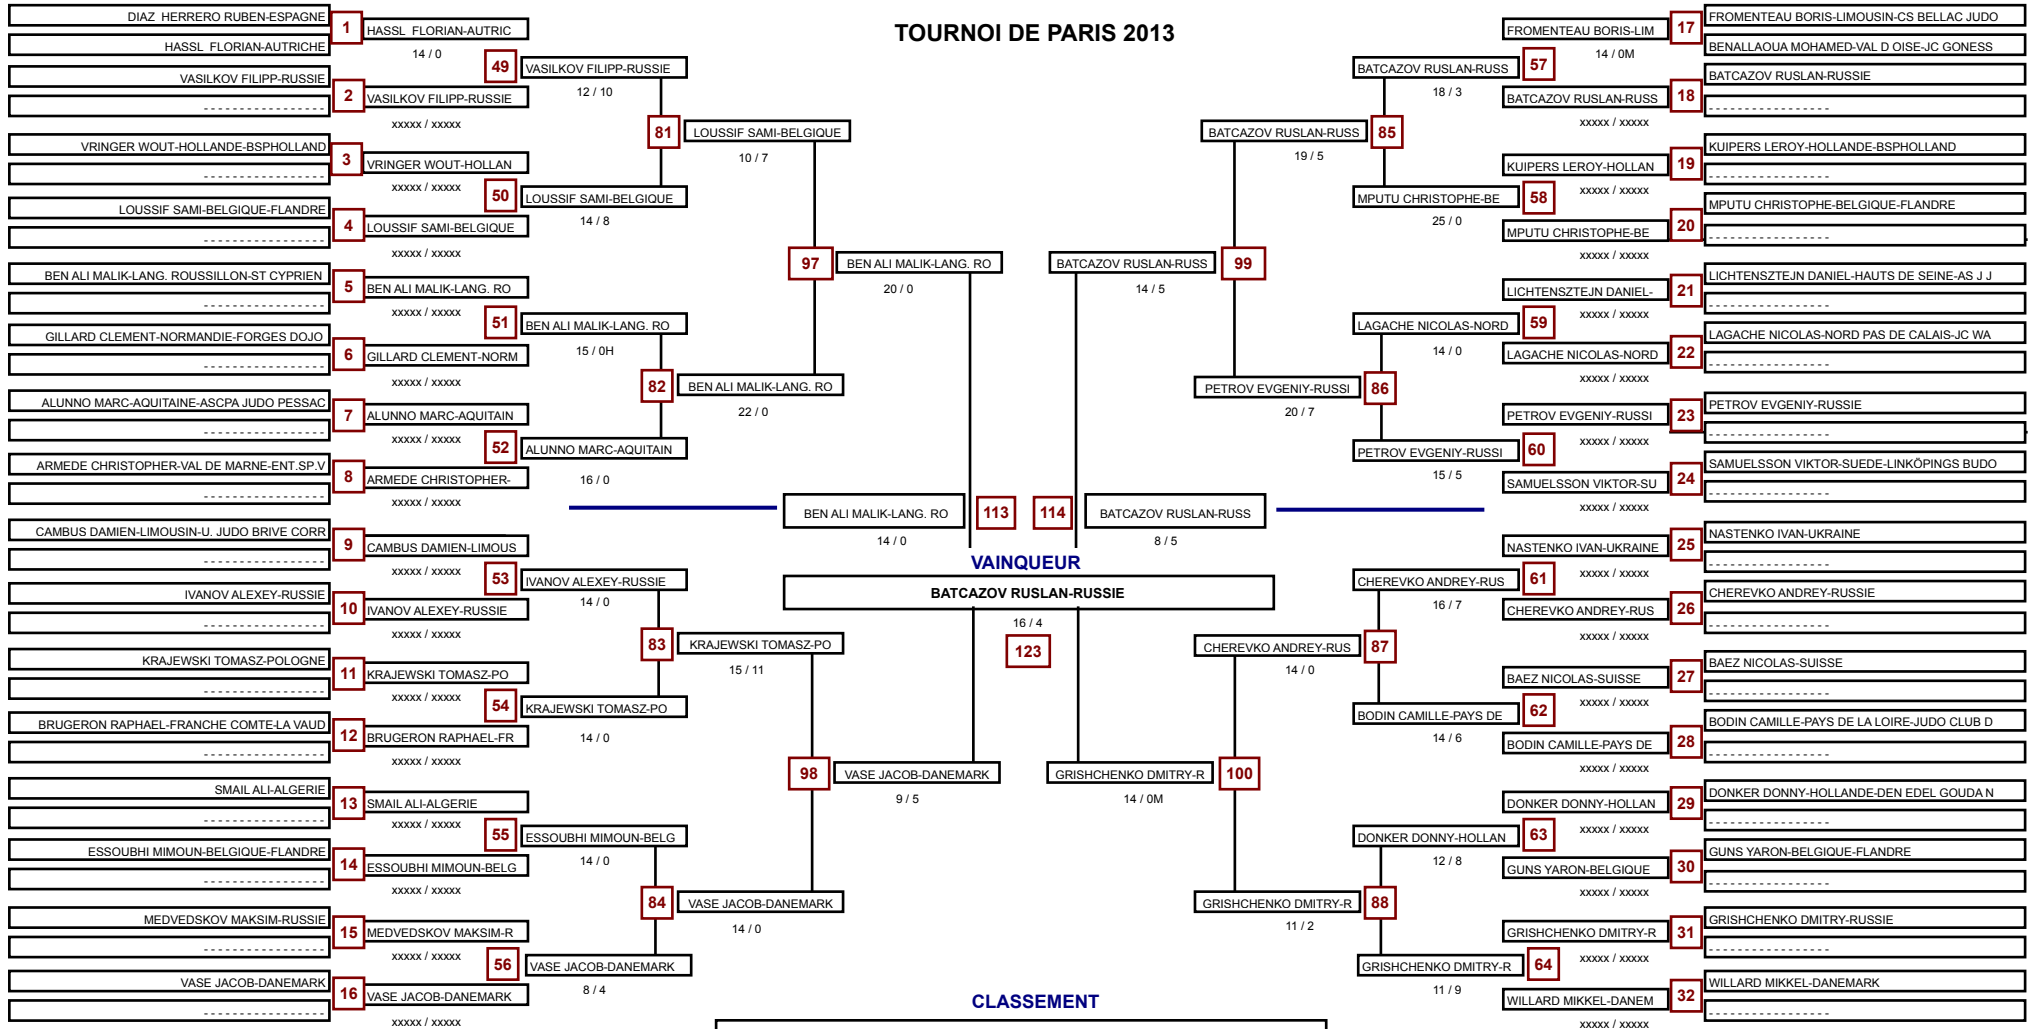 TOURNOI DE PARIS 2013
DIAZ HERRERO RUBEN-ESPAGNE
1
HASSL FLORIAN-AUTRIC
HASSL FLORIAN-AUTRICHE
14 / 0
49
VASILKOV FILIPP-RUSSIE
12 / 10
VASILKOV FILIPP-RUSSIE
2
VASILKOV FILIPP-RUSSIE
- - - - - - - - - - - - - - - -
xxxxx / xxxxx
81
LOUSSIF SAMI-BELGIQUE
10 / 7
VRINGER WOUT-HOLLANDE-BSPHOLLAND
3
VRINGER WOUT-HOLLAN
- - - - - - - - - - - - - - - -
xxxxx / xxxxx
50
LOUSSIF SAMI-BELGIQUE
14 / 8
LOUSSIF SAMI-BELGIQUE-FLANDRE
4
LOUSSIF SAMI-BELGIQUE
- - - - - - - - - - - - - - - -
xxxxx / xxxxx
97
BEN ALI MALIK-LANG. RO
20 / 0
BEN ALI MALIK-LANG. ROUSSILLON-ST CYPRIEN
5
BEN ALI MALIK-LANG. RO
- - - - - - - - - - - - - - - -
xxxxx / xxxxx
51
BEN ALI MALIK-LANG. RO
15 / 0H
GILLARD CLEMENT-NORMANDIE-FORGES DOJO
6
GILLARD CLEMENT-NORM
- - - - - - - - - - - - - - - -
xxxxx / xxxxx
82
BEN ALI MALIK-LANG. RO
22 / 0
ALUNNO MARC-AQUITAINE-ASCPA JUDO PESSAC
7
ALUNNO MARC-AQUITAIN
- - - - - - - - - - - - - - - -
xxxxx / xxxxx
52
ALUNNO MARC-AQUITAIN
16 / 0
ARMEDE CHRISTOPHER-VAL DE MARNE-ENT.SP.V
8
ARMEDE CHRISTOPHER-
- - - - - - - - - - - - - - - -
xxxxx / xxxxx
BEN ALI MALIK-LANG. RO
113
14 / 0
CAMBUS DAMIEN-LIMOUSIN-U. JUDO BRIVE CORR
9
CAMBUS DAMIEN-LIMOUS
- - - - - - - - - - - - - - - -
xxxxx / xxxxx
53
IVANOV ALEXEY-RUSSIE
14 / 0
IVANOV ALEXEY-RUSSIE
10
IVANOV ALEXEY-RUSSIE
- - - - - - - - - - - - - - - -
xxxxx / xxxxx
83
KRAJEWSKI TOMASZ-PO
15 / 11
KRAJEWSKI TOMASZ-POLOGNE
11
KRAJEWSKI TOMASZ-PO
- - - - - - - - - - - - - - - -
xxxxx / xxxxx
54
KRAJEWSKI TOMASZ-PO
14 / 0
BRUGERON RAPHAEL-FRANCHE COMTE-LA VAUD
12
BRUGERON RAPHAEL-FR
- - - - - - - - - - - - - - - -
xxxxx / xxxxx
98
VASE JACOB-DANEMARK
9 / 5
SMAIL ALI-ALGERIE
13
SMAIL ALI-ALGERIE
- - - - - - - - - - - - - - - -
xxxxx / xxxxx
55
ESSOUBHI MIMOUN-BELG
14 / 0
ESSOUBHI MIMOUN-BELGIQUE-FLANDRE
14
ESSOUBHI MIMOUN-BELG
- - - - - - - - - - - - - - - -
xxxxx / xxxxx
84
VASE JACOB-DANEMARK
14 / 0
MEDVEDSKOV MAKSIM-RUSSIE
15
MEDVEDSKOV MAKSIM-R
- - - - - - - - - - - - - - - -
xxxxx / xxxxx
56
VASE JACOB-DANEMARK
8 / 4
VASE JACOB-DANEMARK
16
VASE JACOB-DANEMARK
- - - - - - - - - - - - - - - -
xxxxx / xxxxx
VAINQUEUR
BATCAZOV RUSLAN-RUSSIE
16 / 4
123
FROMENTEAU BORIS-LIMOUSIN-CS BELLAC JUDO
17
FROMENTEAU BORIS-LIM
BENALLAOUA MOHAMED-VAL D OISE-JC GONESS
14 / 0M
57
BATCAZOV RUSLAN-RUSS
18 / 3
BATCAZOV RUSLAN-RUSSIE
18
BATCAZOV RUSLAN-RUSS
- - - - - - - - - - - - - - - -
xxxxx / xxxxx
85
BATCAZOV RUSLAN-RUSS
19 / 5
KUIPERS LEROY-HOLLANDE-BSPHOLLAND
19
KUIPERS LEROY-HOLLAN
- - - - - - - - - - - - - - - -
xxxxx / xxxxx
58
MPUTU CHRISTOPHE-BE
25 / 0
MPUTU CHRISTOPHE-BELGIQUE-FLANDRE
20
MPUTU CHRISTOPHE-BE
- - - - - - - - - - - - - - - -
xxxxx / xxxxx
99
BATCAZOV RUSLAN-RUSS
14 / 5
LICHTENSZTEJN DANIEL-HAUTS DE SEINE-AS J J
21
LICHTENSZTEJN DANIEL-
- - - - - - - - - - - - - - - -
xxxxx / xxxxx
59
LAGACHE NICOLAS-NORD
14 / 0
LAGACHE NICOLAS-NORD PAS DE CALAIS-JC WA
22
LAGACHE NICOLAS-NORD
- - - - - - - - - - - - - - - -
xxxxx / xxxxx
86
PETROV EVGENIY-RUSSI
20 / 7
PETROV EVGENIY-RUSSIE
23
PETROV EVGENIY-RUSSI
- - - - - - - - - - - - - - - -
xxxxx / xxxxx
60
PETROV EVGENIY-RUSSI
15 / 5
SAMUELSSON VIKTOR-SUEDE-LINKÖPINGS BUDO
24
SAMUELSSON VIKTOR-SU
- - - - - - - - - - - - - - - -
xxxxx / xxxxx
114
BATCAZOV RUSLAN-RUSS
8 / 5
NASTENKO IVAN-UKRAINE
25
NASTENKO IVAN-UKRAINE
- - - - - - - - - - - - - - - -
xxxxx / xxxxx
61
CHEREVKO ANDREY-RUS
16 / 7
CHEREVKO ANDREY-RUSSIE
26
CHEREVKO ANDREY-RUS
- - - - - - - - - - - - - - - -
xxxxx / xxxxx
87
CHEREVKO ANDREY-RUS
14 / 0
BAEZ NICOLAS-SUISSE
27
BAEZ NICOLAS-SUISSE
- - - - - - - - - - - - - - - -
xxxxx / xxxxx
62
BODIN CAMILLE-PAYS DE
14 / 6
BODIN CAMILLE-PAYS DE LA LOIRE-JUDO CLUB D
28
BODIN CAMILLE-PAYS DE
- - - - - - - - - - - - - - - -
xxxxx / xxxxx
100
GRISHCHENKO DMITRY-R
14 / 0M
DONKER DONNY-HOLLANDE-DEN EDEL GOUDA N
29
DONKER DONNY-HOLLAN
- - - - - - - - - - - - - - - -
xxxxx / xxxxx
63
DONKER DONNY-HOLLAN
12 / 8
GUNS YARON-BELGIQUE-FLANDRE
30
GUNS YARON-BELGIQUE
- - - - - - - - - - - - - - - -
xxxxx / xxxxx
88
GRISHCHENKO DMITRY-R
11 / 2
GRISHCHENKO DMITRY-RUSSIE
31
GRISHCHENKO DMITRY-R
- - - - - - - - - - - - - - - -
xxxxx / xxxxx
64
GRISHCHENKO DMITRY-R
11 / 9
WILLARD MIKKEL-DANEMARK
32
WILLARD MIKKEL-DANEM
- - - - - - - - - - - - - - - -
xxxxx / xxxxx
CLASSEMENT